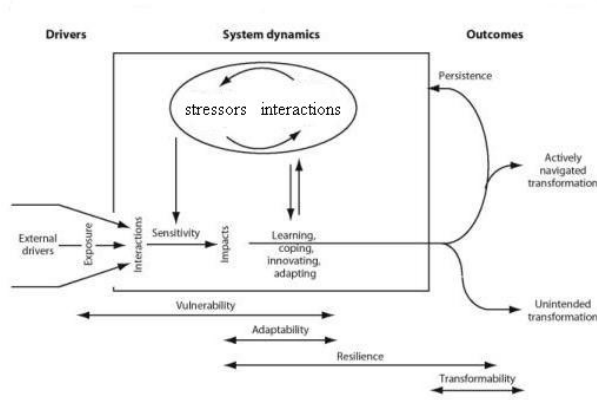 Drivers
System dynamics
Outcomes
Persistence
stressors interactions
Actively
navigated
transformation
External
drivers
Exposure
Interactions
Sensitivity
Impacts
Learning,
coping,
innovating,
adapting
Unintended
transformation
Vulnerability
Adaptability
Resilience
Transformability